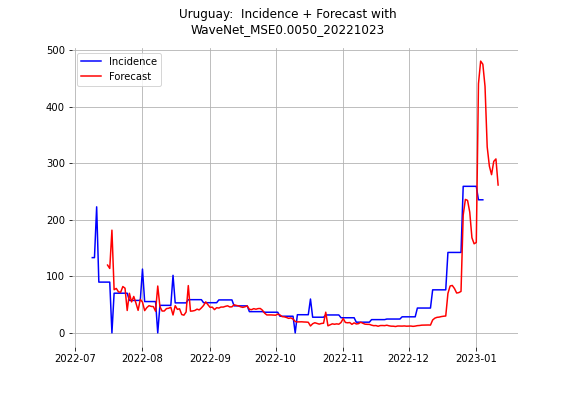 Uruguay:  Incidence + Forecast with
WaveNet_MSE0.0050_20221023
Incidence
Forecast
500
400
300
200
100
0
2022-07 2022-08 2022-09 2022-10 2022-11 2022-12 2023-01